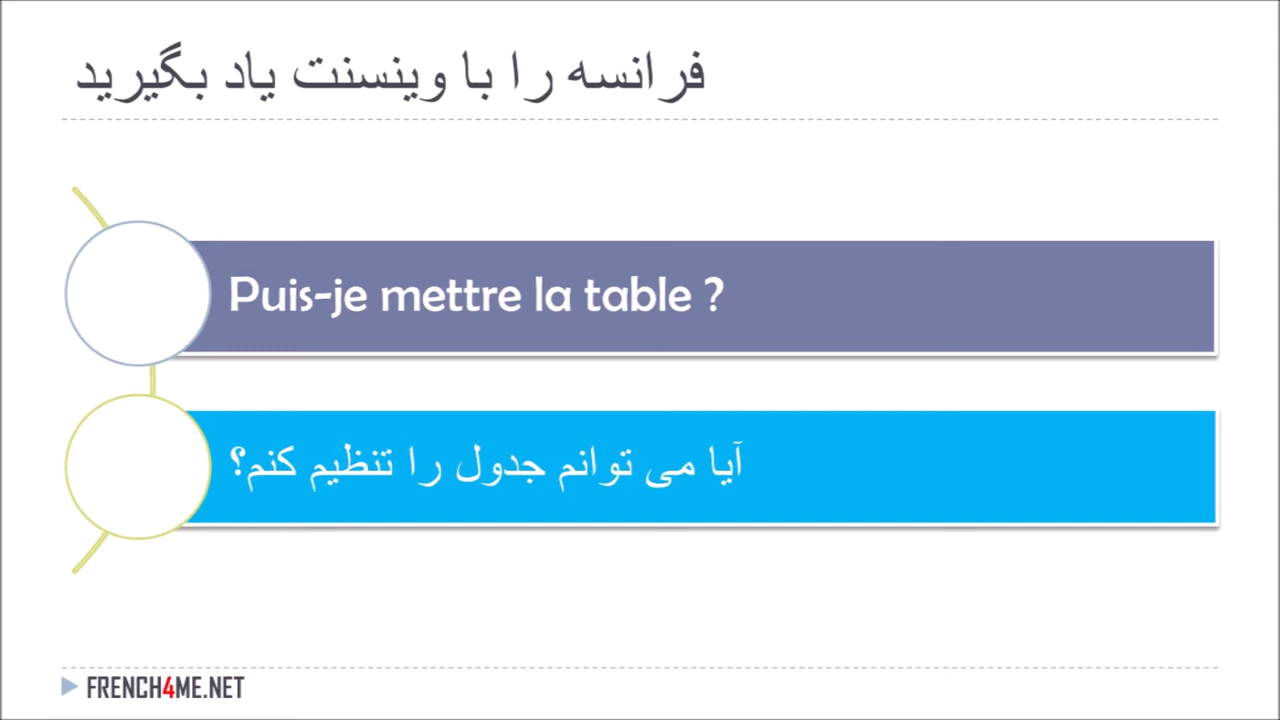 فرانسه را با وینسنت یاد بگیرید
Puis-je mettre la table ?
آیا می توانم جدول را تنظیم کنم؟
FRENCH4ME.NET